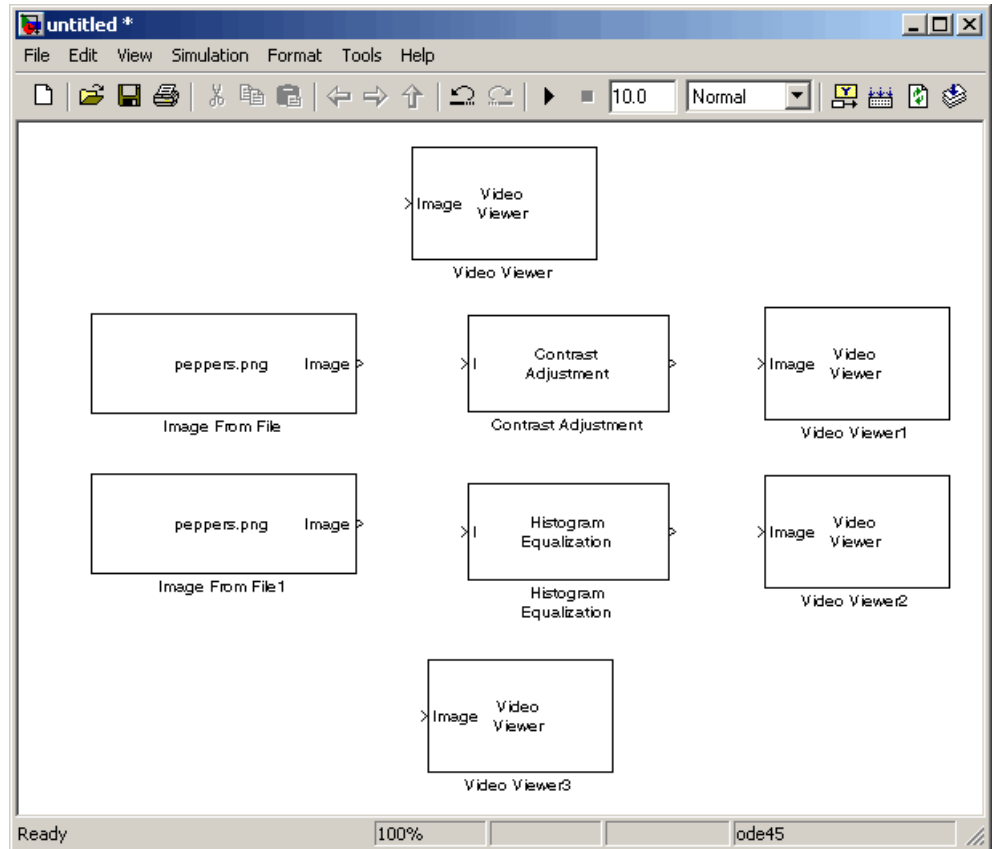 untitled *
File Edit View Simulation Format Tools Help
10.0 Normal
Image Video Viewer
Video Viewer
peppers.png Image
Image From File
I Contrast Adjustment
Contrast Adjustment
Image Video Viewer
Video Viewer1
peppers.png Image
Image From File1
I Histogram Equalization
Histogram
Equalization
Image Video Viewer
Video Viewer2
Image Video Viewer
Video Viewer3
Ready 100% ode45